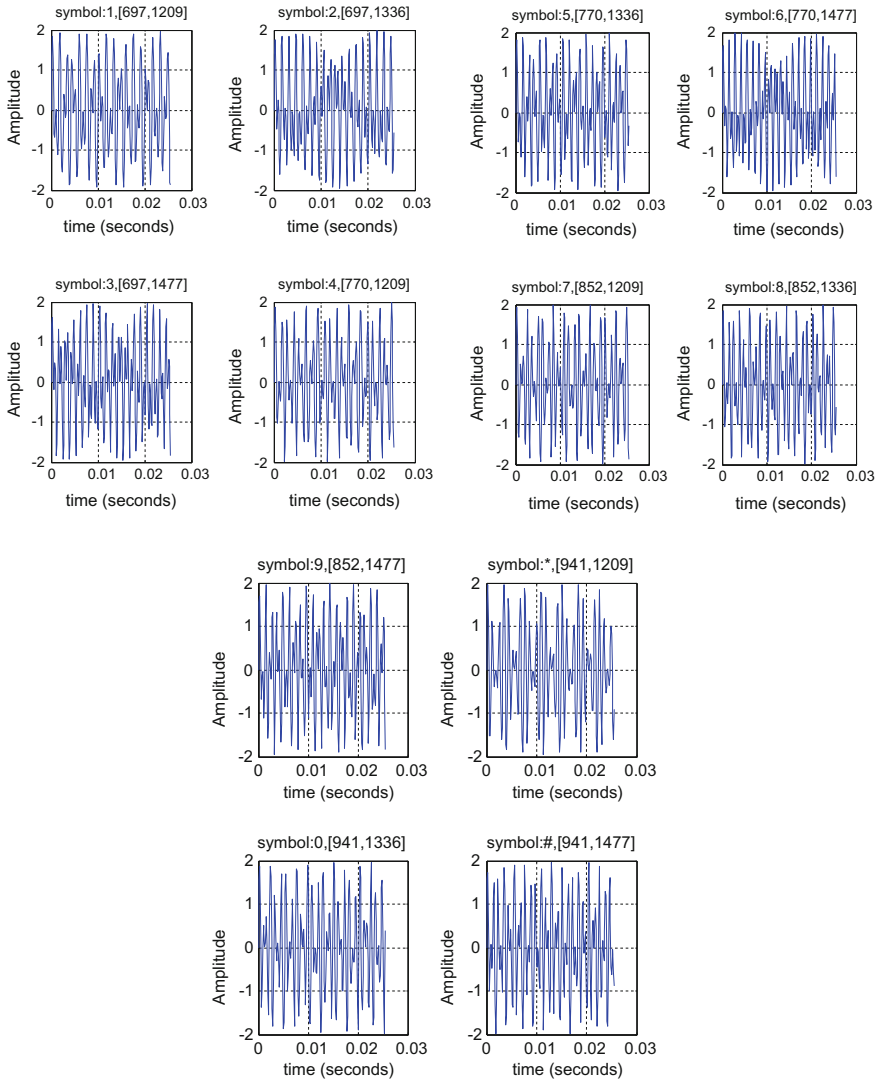 symbol:1,[697,1209]
2
1
0
-1
-2
Amplitude
0 0.01 0.02 0.03
time (seconds)
symbol:2,[697,1336]
2
1
0
-1
-2
Amplitude
0 0.01 0.02 0.03
time (seconds)
symbol:5,[770,1336]
2
1
0
-1
-2
Amplitude
0 0.01 0.02 0.03
time (seconds)
symbol:6,[770,1477]
2
1
0
-1
-2
Amplitude
0 0.01 0.02 0.03
time (seconds)
symbol:3,[697,1477]
2
1
0
-1
-2
Amplitude
0 0.01 0.02 0.03
time (seconds)
symbol:4,[770,1209]
2
1
0
-1
-2
Amplitude
0 0.01 0.02 0.03
time (seconds)
symbol:7,[852,1209]
2
1
0
-1
-2
Amplitude
0 0.01 0.02 0.03
time (seconds)
symbol:8,[852,1336]
2
1
0
-1
-2
Amplitude
0 0.01 0.02 0.03
time (seconds)
symbol:9,[852,1477]
2
1
0
-1
-2
Amplitude
0 0.01 0.02 0.03
time (seconds)
symbol:*,[941,1209]
2
1
0
-1
-2
Amplitude
0 0.01 0.02 0.03
time (seconds)
symbol:0,[941,1336]
2
1
0
-1
-2
Amplitude
0 0.01 0.02 0.03
time (seconds)
symbol:#,[941,1477]
2
1
0
-1
-2
Amplitude
0 0.01 0.02 0.03
time (seconds)